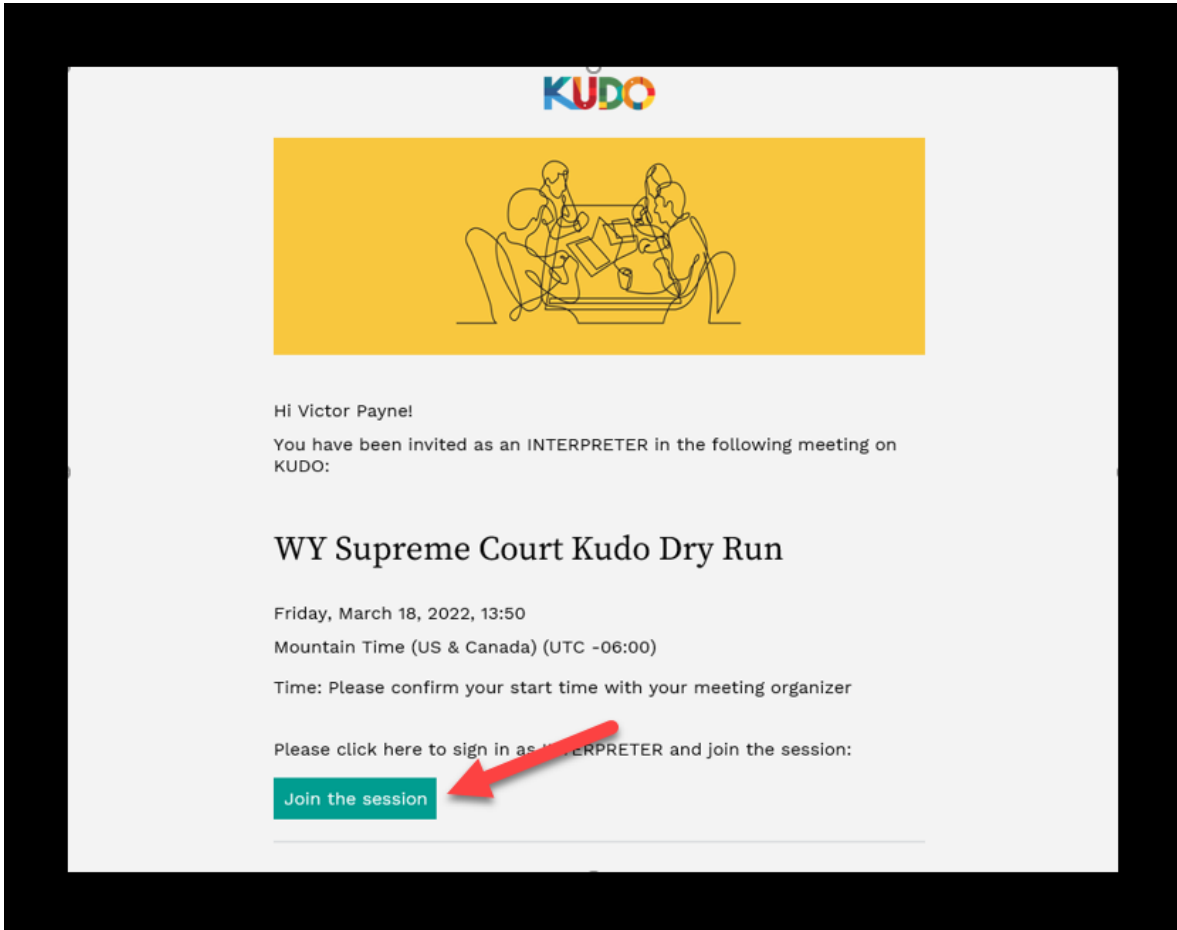 KUDO
Hi Victor Payne!
You have been invited as an INTERPRETER in the following meeting on
KUDO:
WY Supreme Court Kudo Dry Run
Friday, March 18, 2022, 13:50
Mountain Time (US & Canada) (UTC -06:00)
Time: Please confirm your start time with your meeting organizer
Please click here to sign in as INTERPRETER and join the session:
Join the session